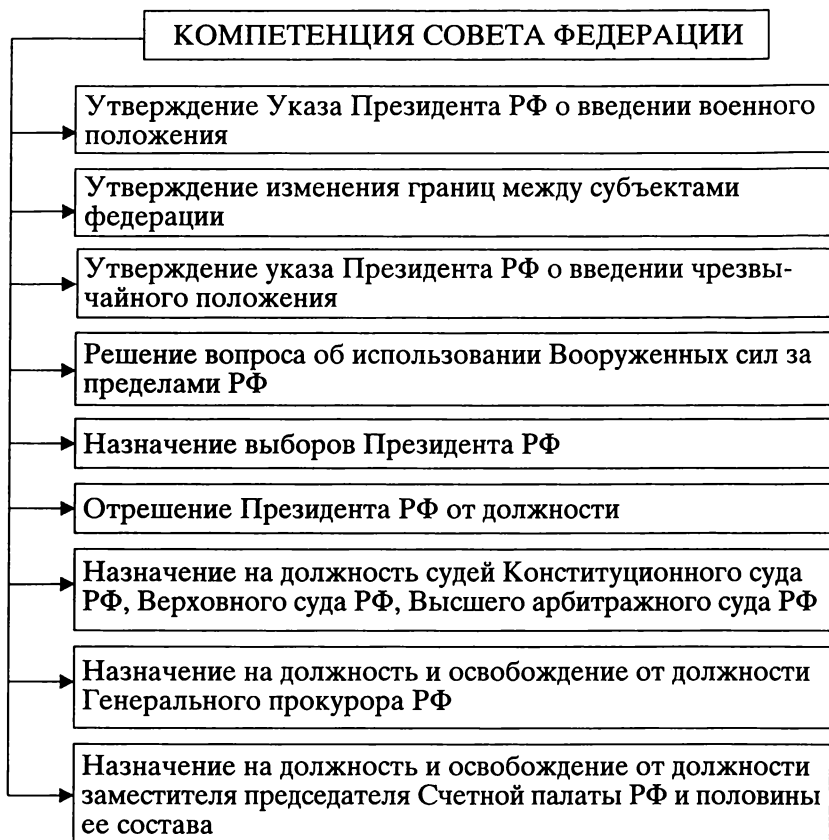 КОМПЕТЕНЦИЯ СОВЕТА ФЕДЕРАЦИИ
Утверждение Указа Президента РФ о введении военного
положения
Утверждение изменения границ между субъектами
федерации
Утверждение указа Президента РФ о введении чрезвы-
чайного положения
Решение вопроса об использовании Вооруженных сил за
пределами РФ
Назначение выборов Президента РФ
Отрешение Президента РФ от должности
Назначение на должность судей Конституционного суда
РФ, Верховного суда РФ, Высшего арбитражного суда РФ
Назначение на должность и освобождение от должности
Генерального прокурора РФ
Назначение на должность и освобождение от должности
заместителя председателя Счетной палаты РФ и половины
ее состава